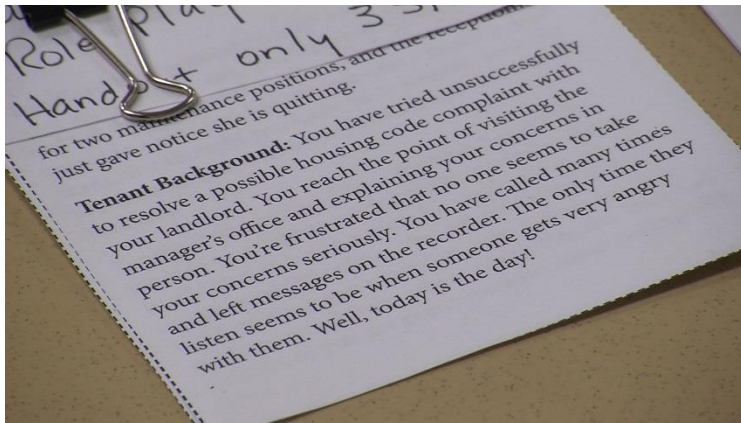 Role play
Handout only 3
for two maintenance positions, and the reception
just gave notice she is quitting.
Tenant Background: You have tried unsuccessfully
to resolve a possible housing code complaint with
your landlord. You reach the point of visiting the
manager's office and explaining your concerns in
person. You're frustrated that no one seems to take
your concerns seriously. You have called many times
and left messages on the recorder. The only time they
listen seems to be when someone gets very angry
with them. Well, today is the day!